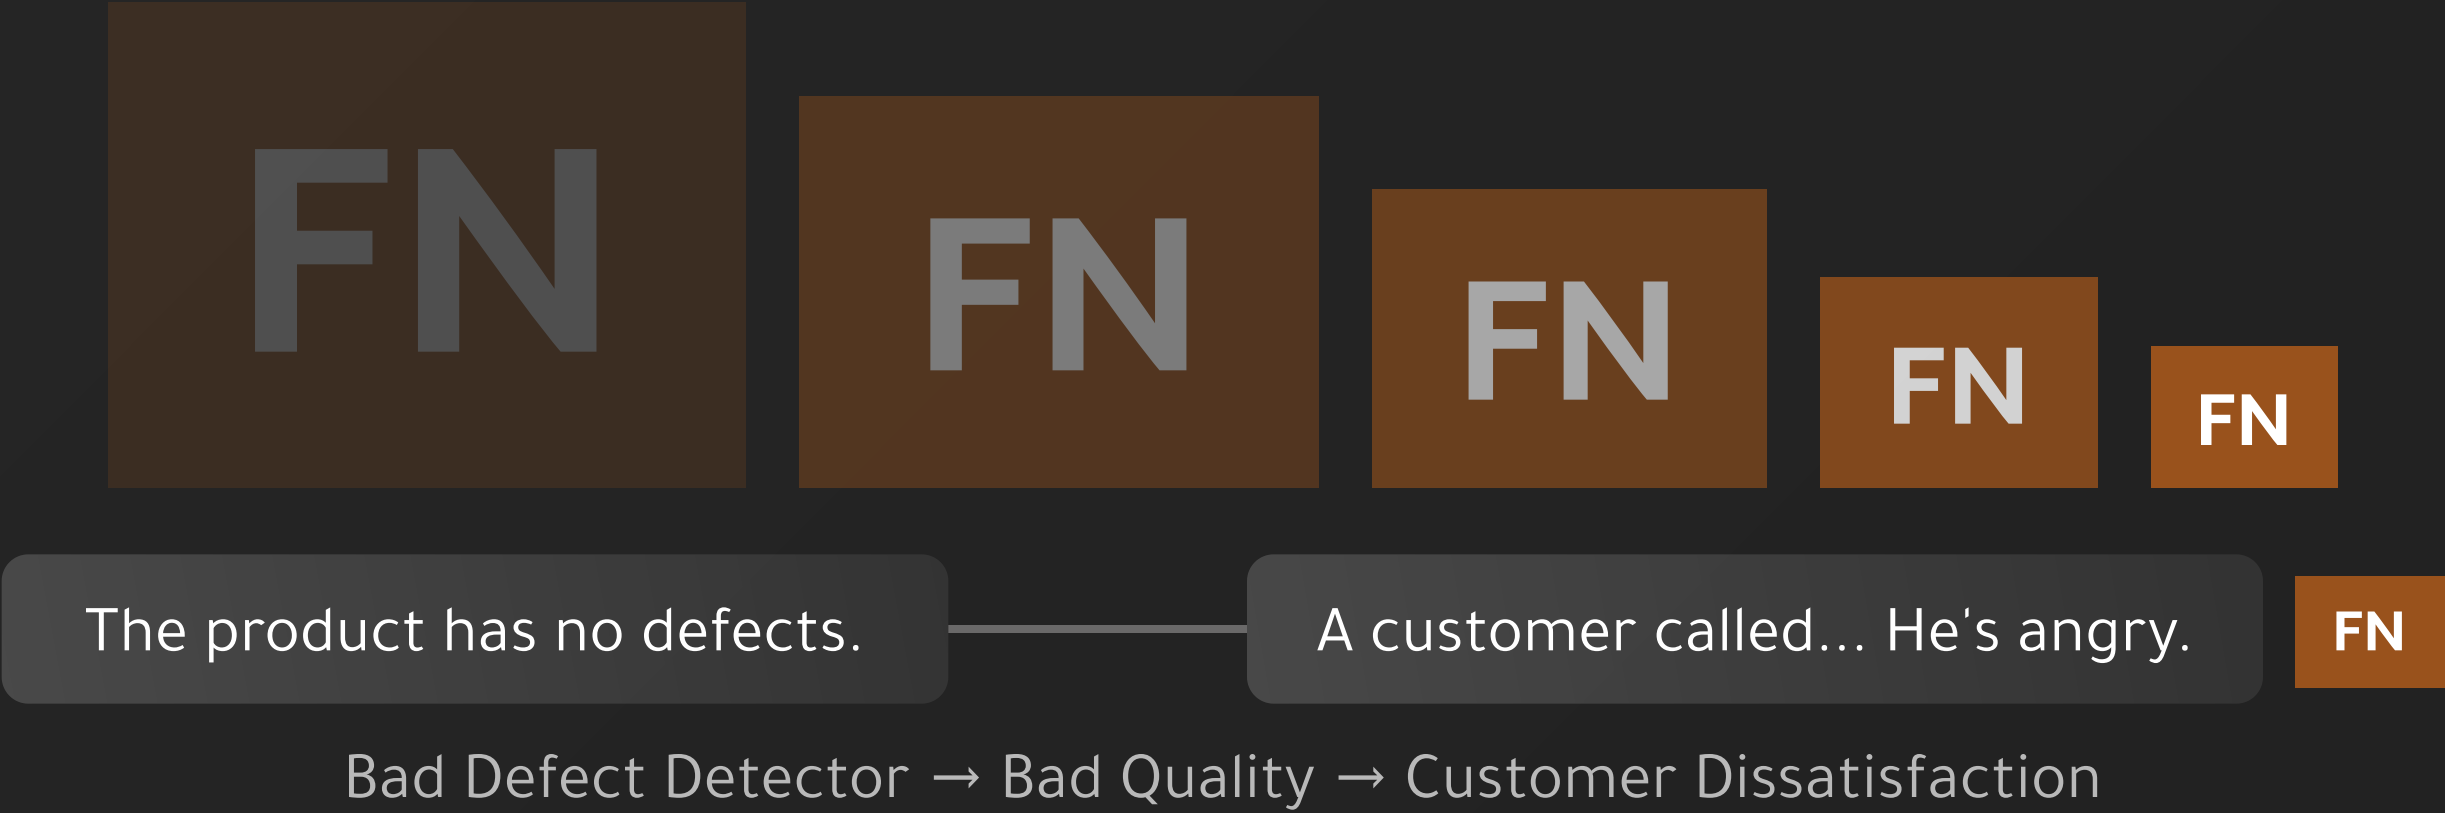 FN FN FN FN FN
The product has no defects. A customer called... He's angry. FN
Bad Defect Detector → Bad Quality → Customer Dissatisfaction